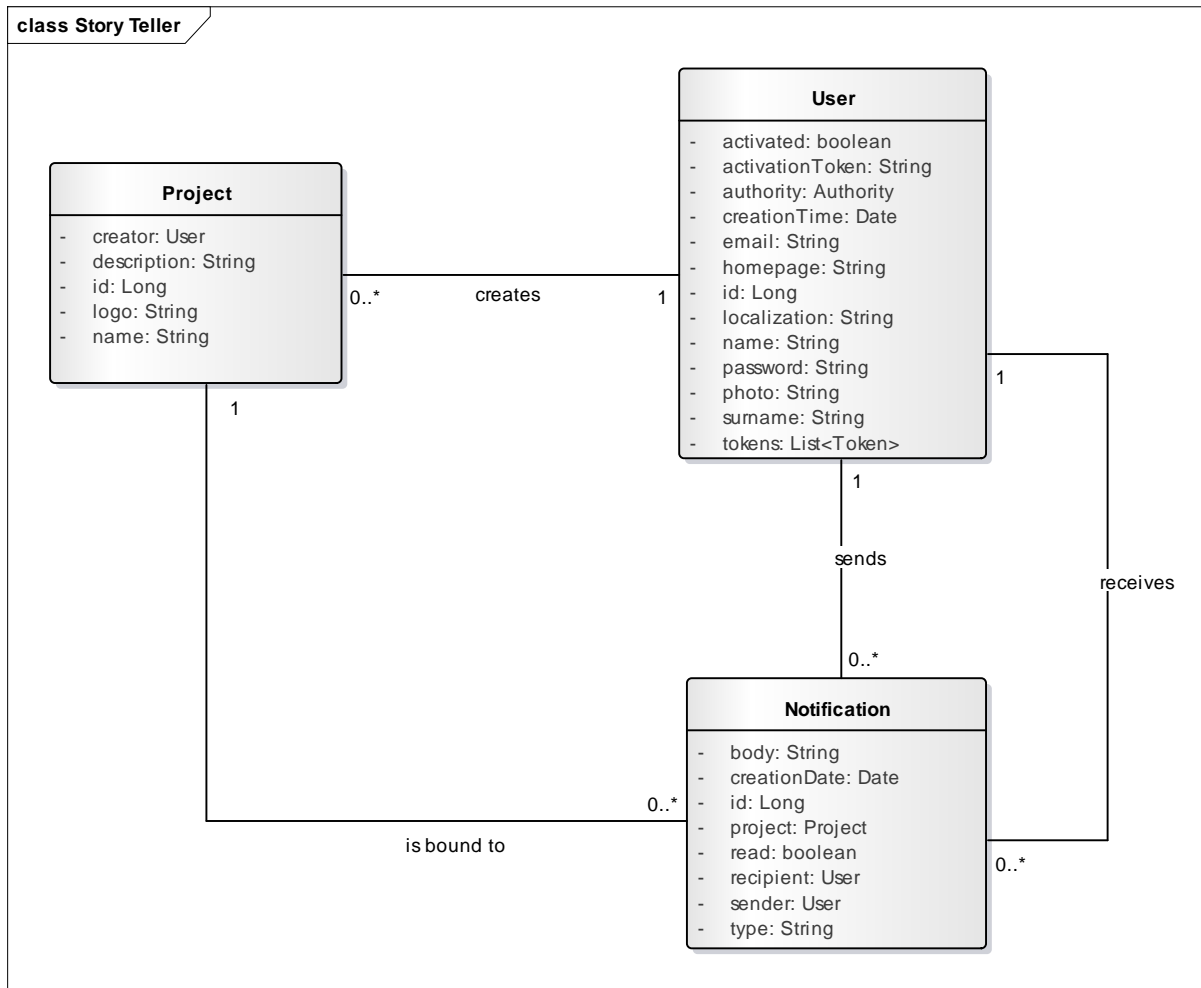 class Story Teller
User
- activated: boolean
- activationToken: String
- authority: Authority
- creationTime: Date
- email: String
- homepage: String
- id: Long
- localization: String
- name: String
- password: String
- photo: String
- surname: String
- tokens: List<Token>
Project
- creator: User
- description: String
- id: Long
- logo: String
- name: String
0..*
creates
1
1
1
1
sends
receives
0..*
Notification
- body: String
- creationDate: Date
- id: Long
- project: Project
- read: boolean
- recipient: User
- sender: User
- type: String
0..*
is bound to
0..*